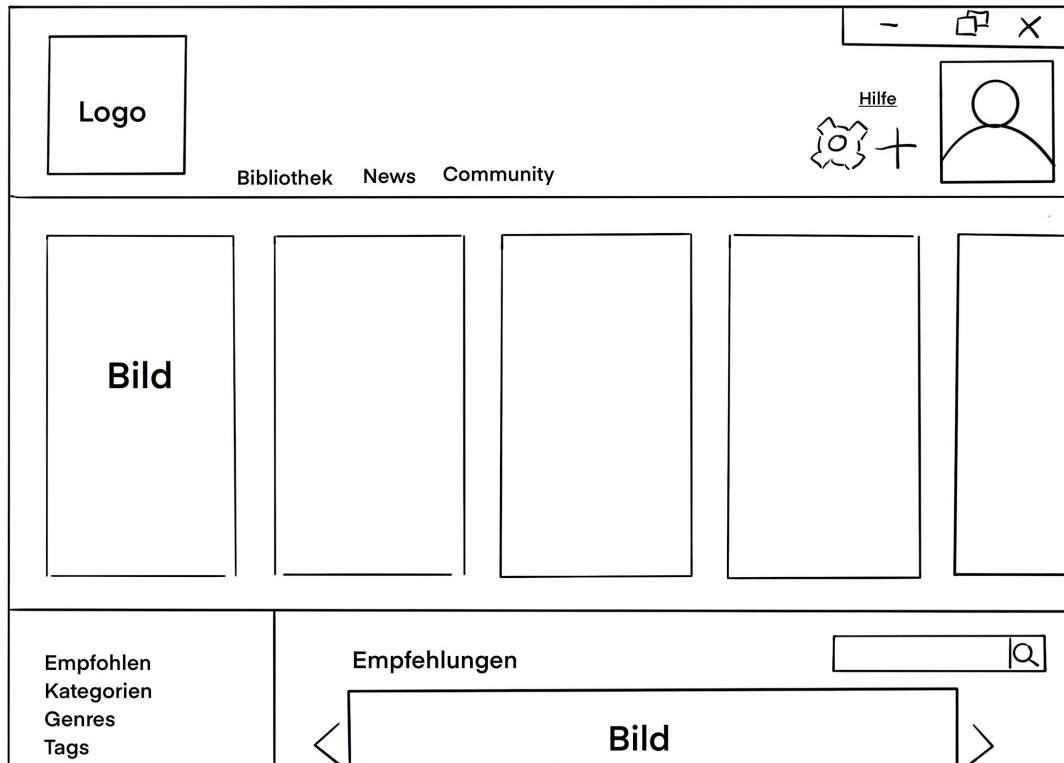 Logo
Hilfe
Bibliothek News Community
Bild
Empfohlen
Kategorien
Genres
Tags
Empfehlungen
Bild